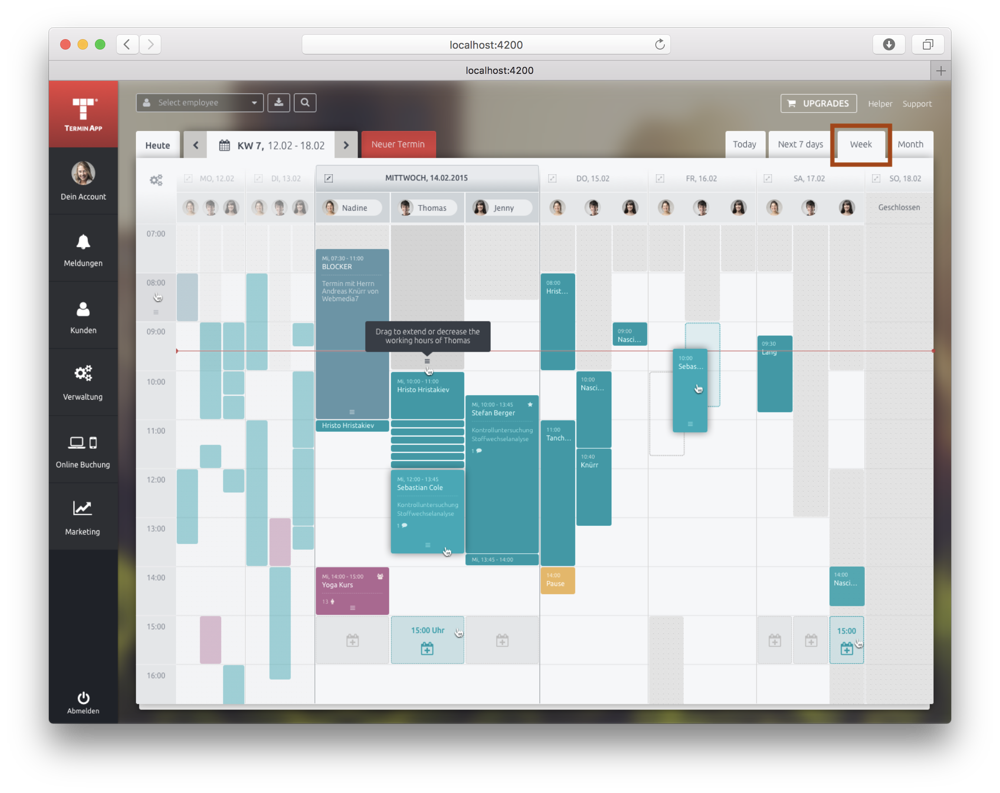 localhost:4200
localhost:4200
TERMINAPP
Select employee
UPGRADES
Helper
Support
Heute
KW 7, 12.02 - 18.02
Neuer Termin
Today
Next 7 days
Week
Month
Dein Account
Meldungen
Kunden
Verwaltung
Online Buchung
Marketing
Abmelden
MO, 12.02
DI, 13.02
MITTWOCH, 14.02.2015
DO, 15.02
FR, 16.02
SA, 17.02
SO, 18.02
Nadine
Thomas
Jenny
Geschlossen
07:00
08:00
09:00
10:00
11:00
12:00
13:00
14:00
15:00
16:00
Mi, 07:30 - 11:00
BLOCKER
Termin mit Herrn
Andreas Knürr von
Webmedia7
Hristo Hristakiev
Mi, 14:00 - 15:00
Yoga Kurs
13
Drag to extend or decrease the
working hours of Thomas
Mi, 10:00 - 11:00
Hristo Hristakiev
Mi, 12:00 - 13:45
Sebastian Cole
Kontrolluntersuchung
Stoffwechselanalyse
1
15:00 Uhr
Mi, 10:00 - 13:45
Stefan Berger
Kontrolluntersuchung
Stoffwechselanalyse
1
Mi, 13:45 - 14:00
08:00
Hrist...
11:00
Tanch...
14:00
Pause
10:00
Nasci...
10:40
Knürr
09:00
Nasci...
10:00
Sebas...
09:30
Lang
14:00
Nasci...
15:00